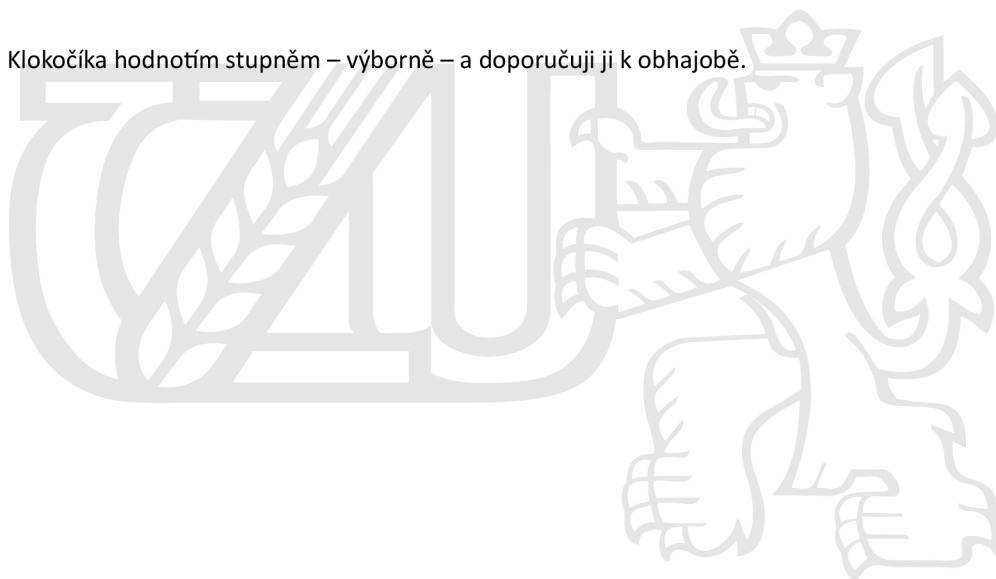 Klokočíka hodnotím stupněm – výborně – a doporučuji ji k obhajobě.